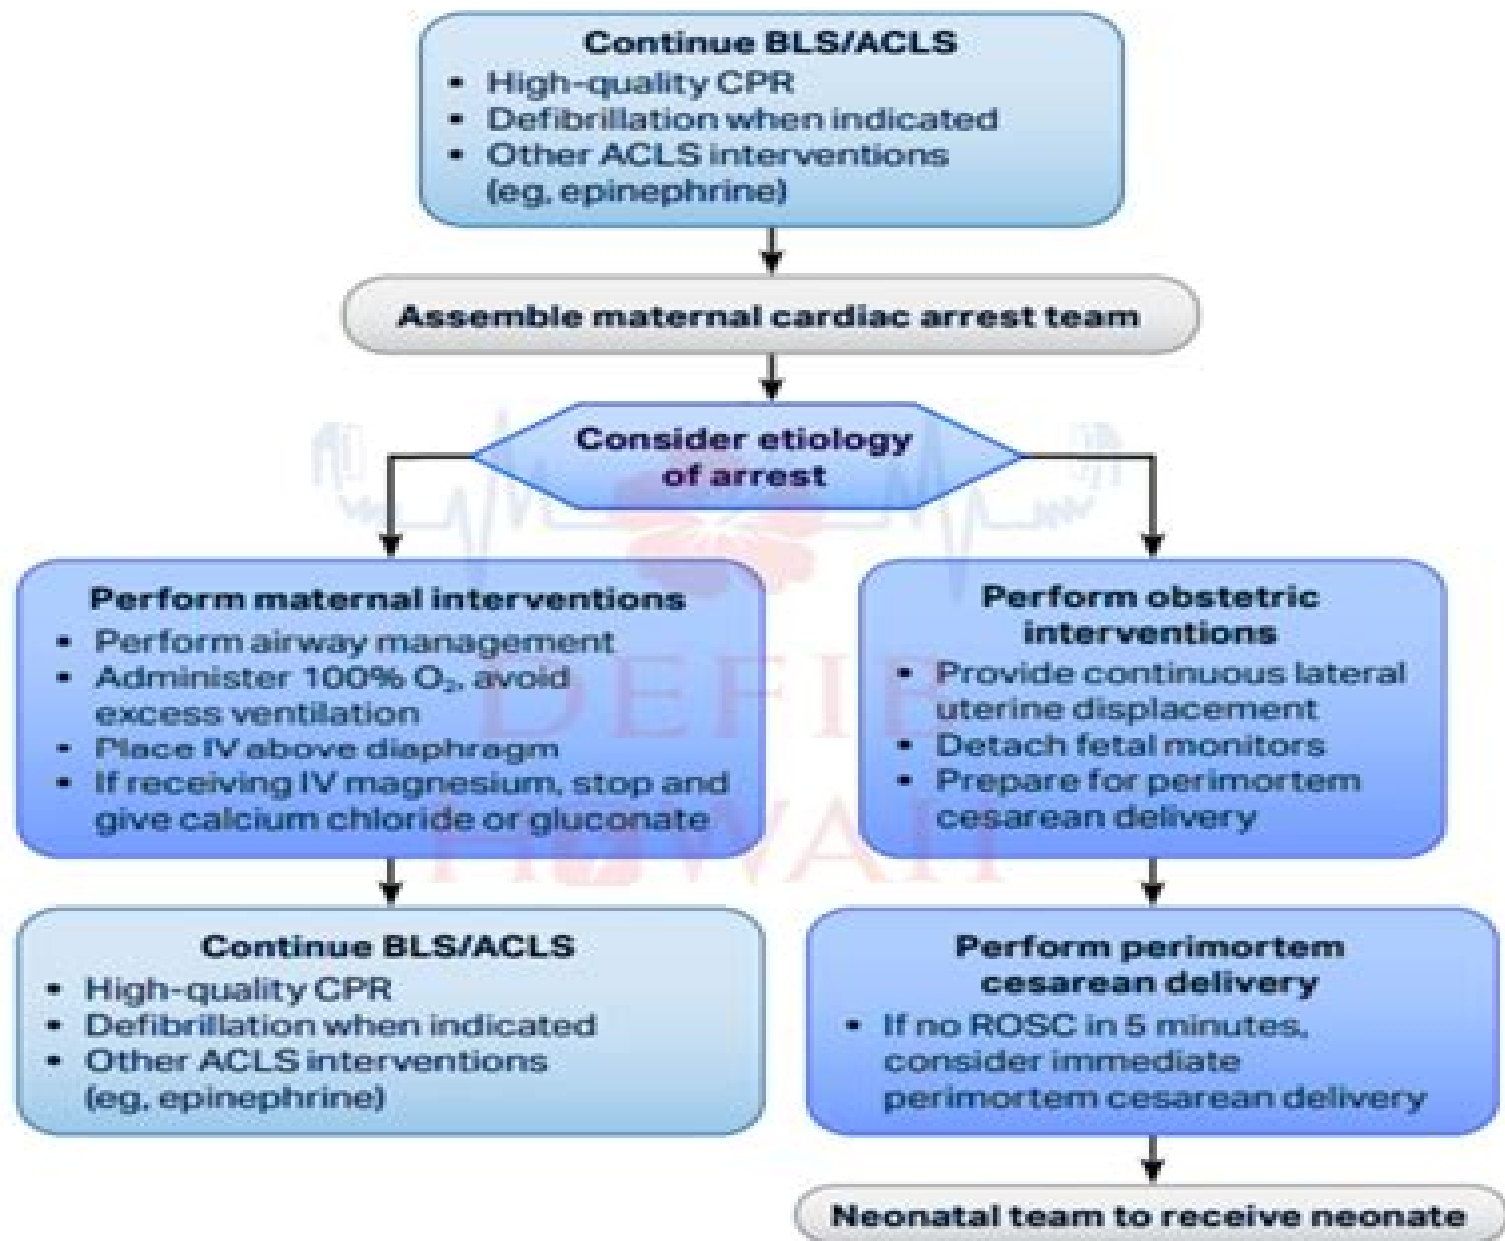 Continue BLS/ACLS
• High-quality CPR
• Defibrillation when indicated
• Other ACLS interventions
(eg, epinephrine)
Assemble maternal cardiac arrest team
Consider etiology
of arrest
Perform maternal interventions
• Perform airway management
• Administer 100% O₂, avoid
excess ventilation
• Place IV above diaphragm
• If receiving IV magnesium, stop and
give calcium chloride or gluconate
Perform obstetric
interventions
• Provide continuous lateral
uterine displacement
• Detach fetal monitors
• Prepare for perimortem
cesarean delivery
Continue BLS/ACLS
• High-quality CPR
• Defibrillation when indicated
• Other ACLS interventions
(eg, epinephrine)
Perform perimortem
cesarean delivery
• If no ROSC in 5 minutes,
consider immediate
perimortem cesarean delivery
Neonatal team to receive neonate
DEFIB
HAWAII